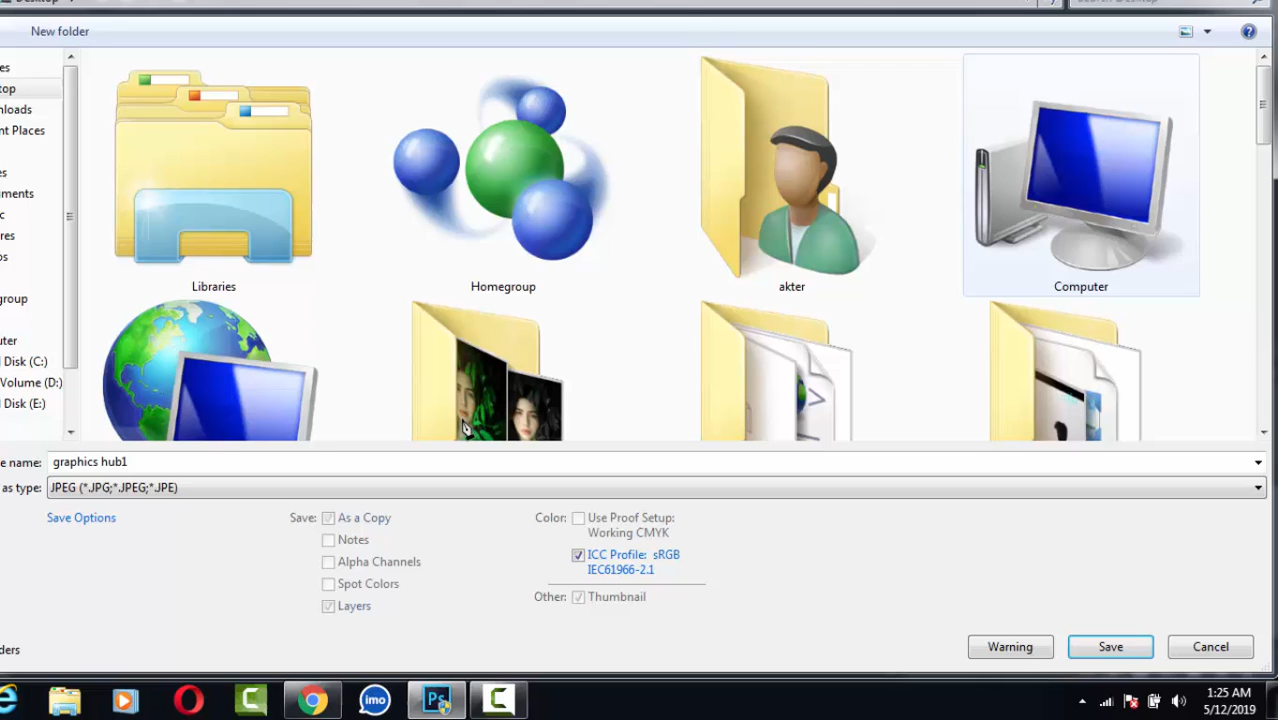 New folder
es
top
nloads
nt Places
es
uments
c
res
os
group
uter
l Disk (C:)
Volume (D:)
l Disk (E:)
Libraries
Homegroup
akter
Computer
e name: graphics hub1
as type: JPEG (*.JPG;*.JPEG;*.JPE)
Save Options
Save: As a Copy
Notes
Alpha Channels
Spot Colors
Layers
Color: Use Proof Setup:
Working CMYK
ICC Profile: sRGB
IEC61966-2.1
Other: Thumbnail
ders
Warning
Save
Cancel
imo
Ps
1:25 AM
5/12/2019